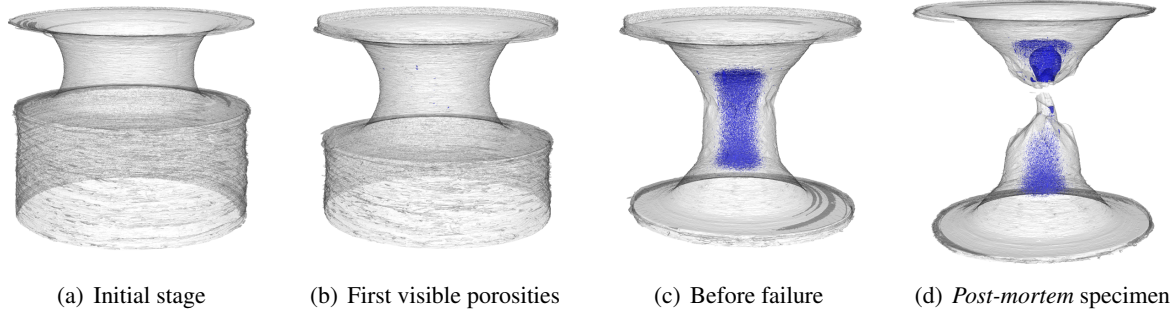 (a) Initial stage
(b) First visible porosities
(c) Before failure
(d) Post-mortem specimen